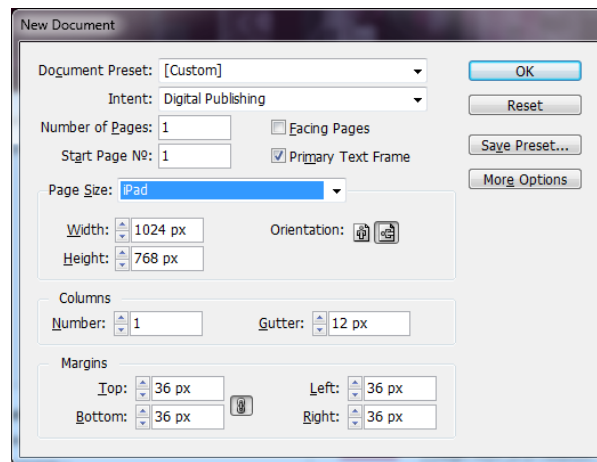 New Document
Document Preset: [Custom] OK
Intent: Digital Publishing Reset
Number of Pages: 1 Facing Pages Save Preset...
Start Page Nº: 1 Primary Text Frame
Page Size: iPad More Options
Width: 1024 px Orientation:
Height: 768 px
Columns
Number: 1 Gutter: 12 px
Margins
Top: 36 px Left: 36 px
Bottom: 36 px Right: 36 px